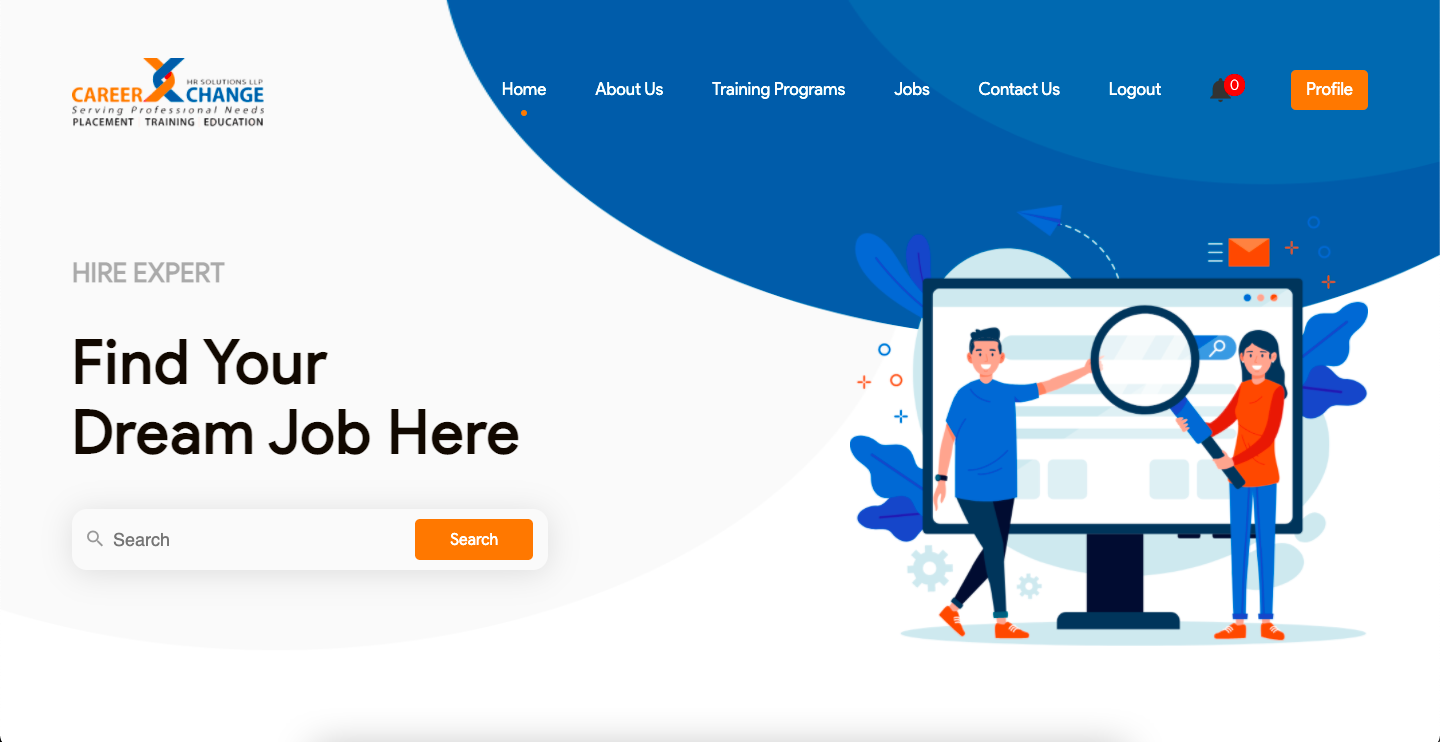 HR SOLUTIONS LLP
CAREER CHANGE
Serving Professional Needs
PLACEMENT TRAINING EDUCATION
Home About Us Training Programs Jobs Contact Us Logout 0 Profile
HIRE EXPERT
Find Your
Dream Job Here
Search Search